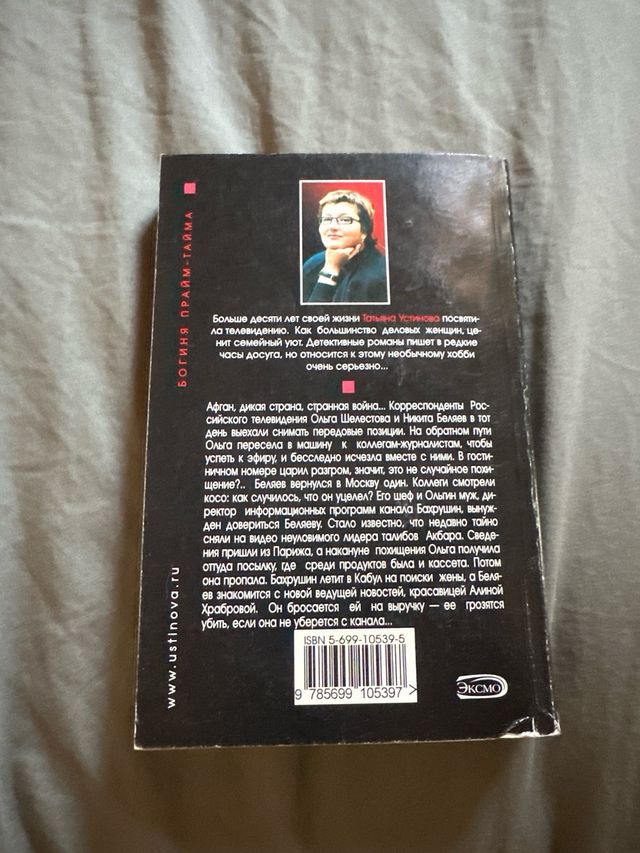 БОГИНЯ ПРАЙМ-ТАЙМА
Больше десяти лет своей жизни Татьяна Устинова посвяти-
ла телевидению. Как большинство деловых женщин, це-
нит семейный уют. Детективные романы пишет в редкие
часы досуга, но относится к этому необычному хобби
очень серьезно...
Афган, дикая страна, странная война... Корреспонденты Рос-
сийского телевидения Ольга Шелестова и Никита Беляев в тот
день выехали снимать передовые позиции. На обратном пути
Ольга пересела в машину к коллегам-журналистам, чтобы
успеть к эфиру, и бесследно исчезла вместе с ними. В гости-
ничном номере царил разгром, значит, это не случайное похи-
щение?.. Беляев вернулся в Москву один. Коллеги смотрели
косо: как случилось, что он уцелел? Его шеф и Ольгин муж, ди-
ректор информационных программ канала Бахрушин, вынуж-
ден довериться Беляеву. Стало известно, что недавно тайно
сняли на видео неуловимого лидера талибов Акбара. Сведе-
ния пришли из Парижа, а накануне похищения Ольга получила
оттуда посылку, где среди продуктов была и кассета. Потом
она пропала. Бахрушин летит в Кабул на поиски жены, а Беля-
ев знакомится с новой ведущей новостей, красавицей Алиной
Храбровой. Он бросается ей на выручку — ее грозятся
убить, если она не уберется с канала...
www.ustinova.ru
ISBN 5-699-10539-5
9 785699 105397 >
ЭКСМО